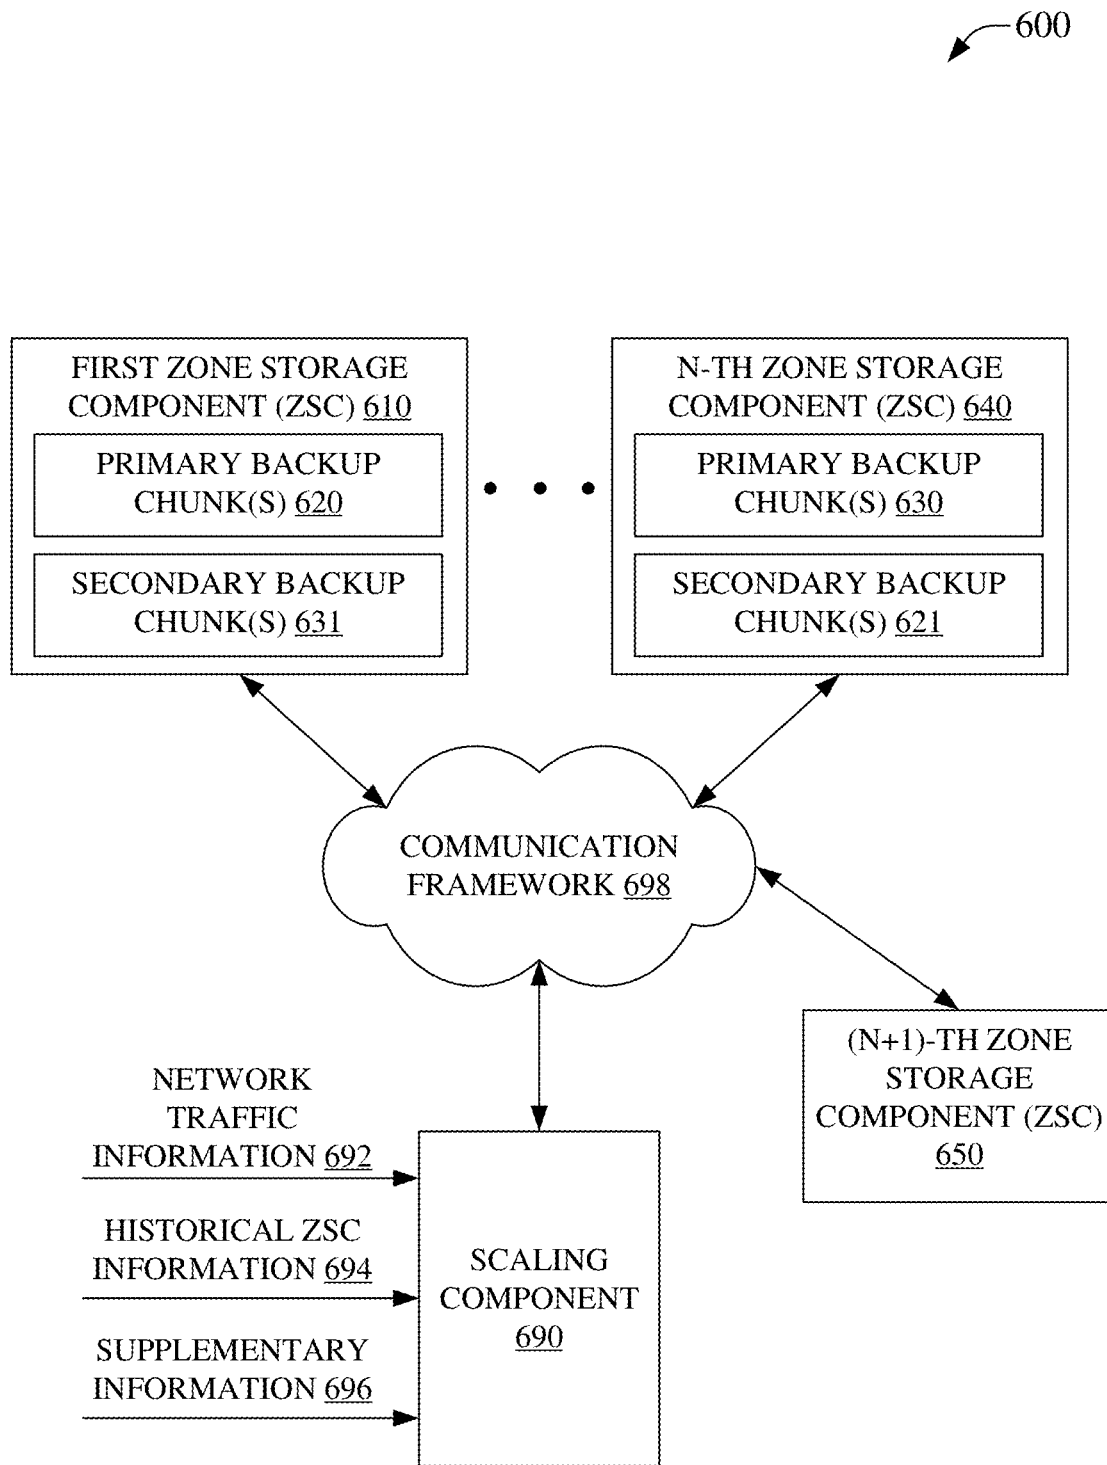 600
FIRST ZONE STORAGE
COMPONENT (ZSC) 610
PRIMARY BACKUP
CHUNK(S) 620
SECONDARY BACKUP
CHUNK(S) 631
N-TH ZONE STORAGE
COMPONENT (ZSC) 640
PRIMARY BACKUP
CHUNK(S) 630
SECONDARY BACKUP
CHUNK(S) 621
COMMUNICATION
FRAMEWORK 698
(N+1)-TH ZONE
STORAGE
COMPONENT (ZSC)
650
NETWORK
TRAFFIC
INFORMATION 692
HISTORICAL ZSC
INFORMATION 694
SUPPLEMENTARY
INFORMATION 696
SCALING
COMPONENT
690